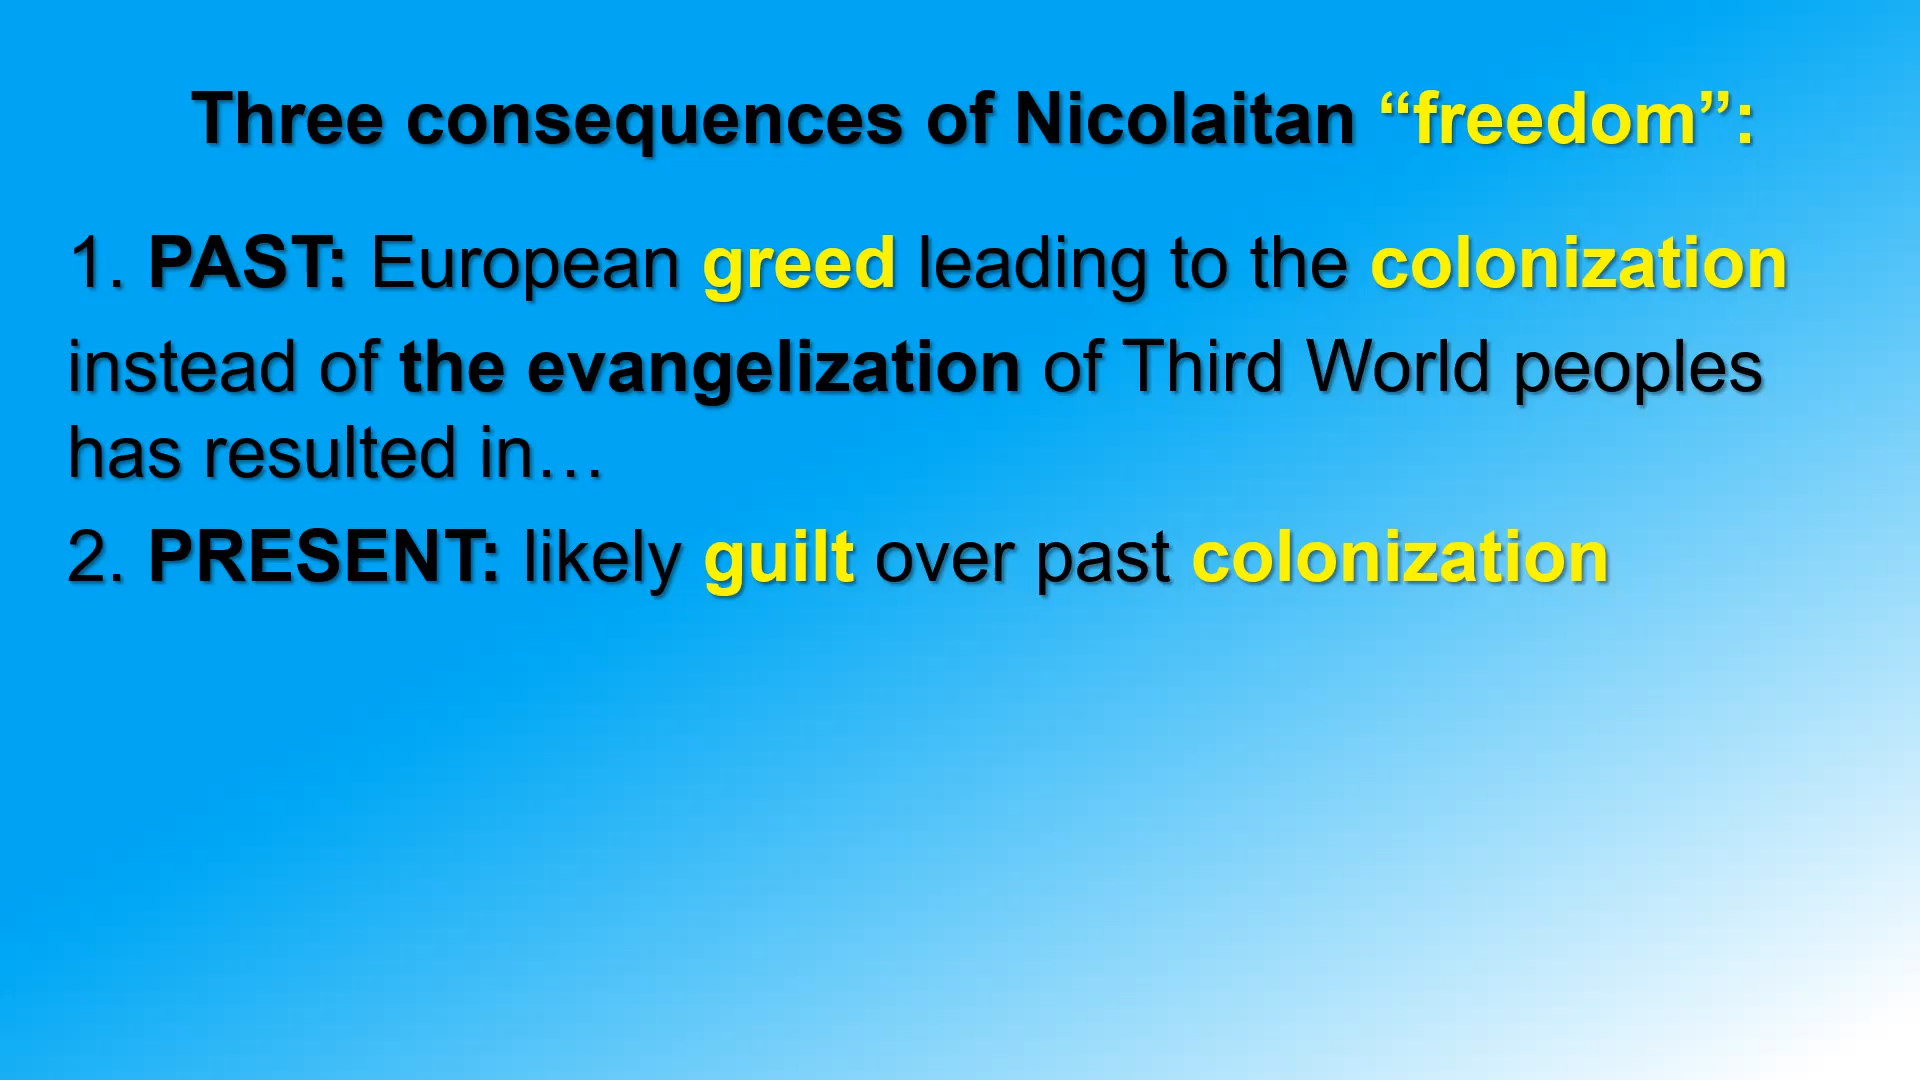 Three consequences of Nicolaitan “freedom”:
1. PAST: European greed leading to the colonization
instead of the evangelization of Third World peoples
has resulted in…
2. PRESENT: likely guilt over past colonization